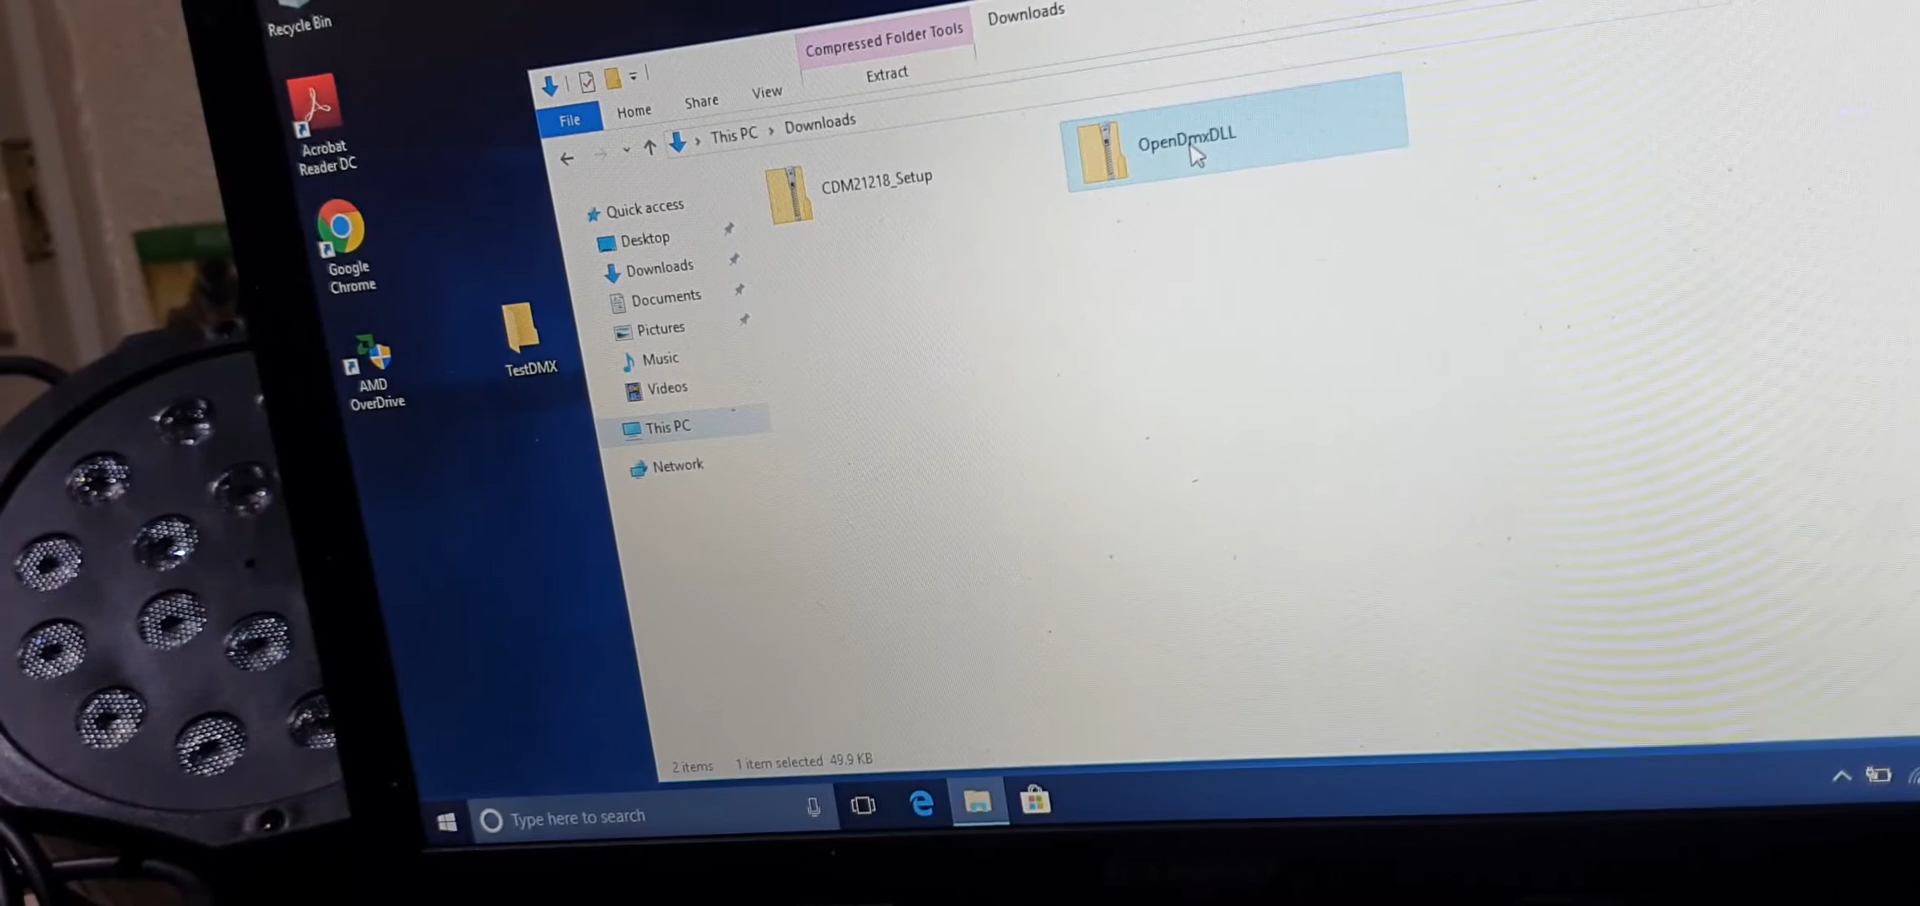 Recycle Bin
Acrobat
Reader DC
Google
Chrome
AMD
OverDrive
TestDMX
Compressed Folder Tools
Downloads
File
Home
Share
View
Extract
This PC
Downloads
Quick access
Desktop
Downloads
Documents
Pictures
Music
Videos
This PC
Network
CDM21218_Setup
OpenDmxDLL
2 items
1 item selected 49.9 KB
Type here to search